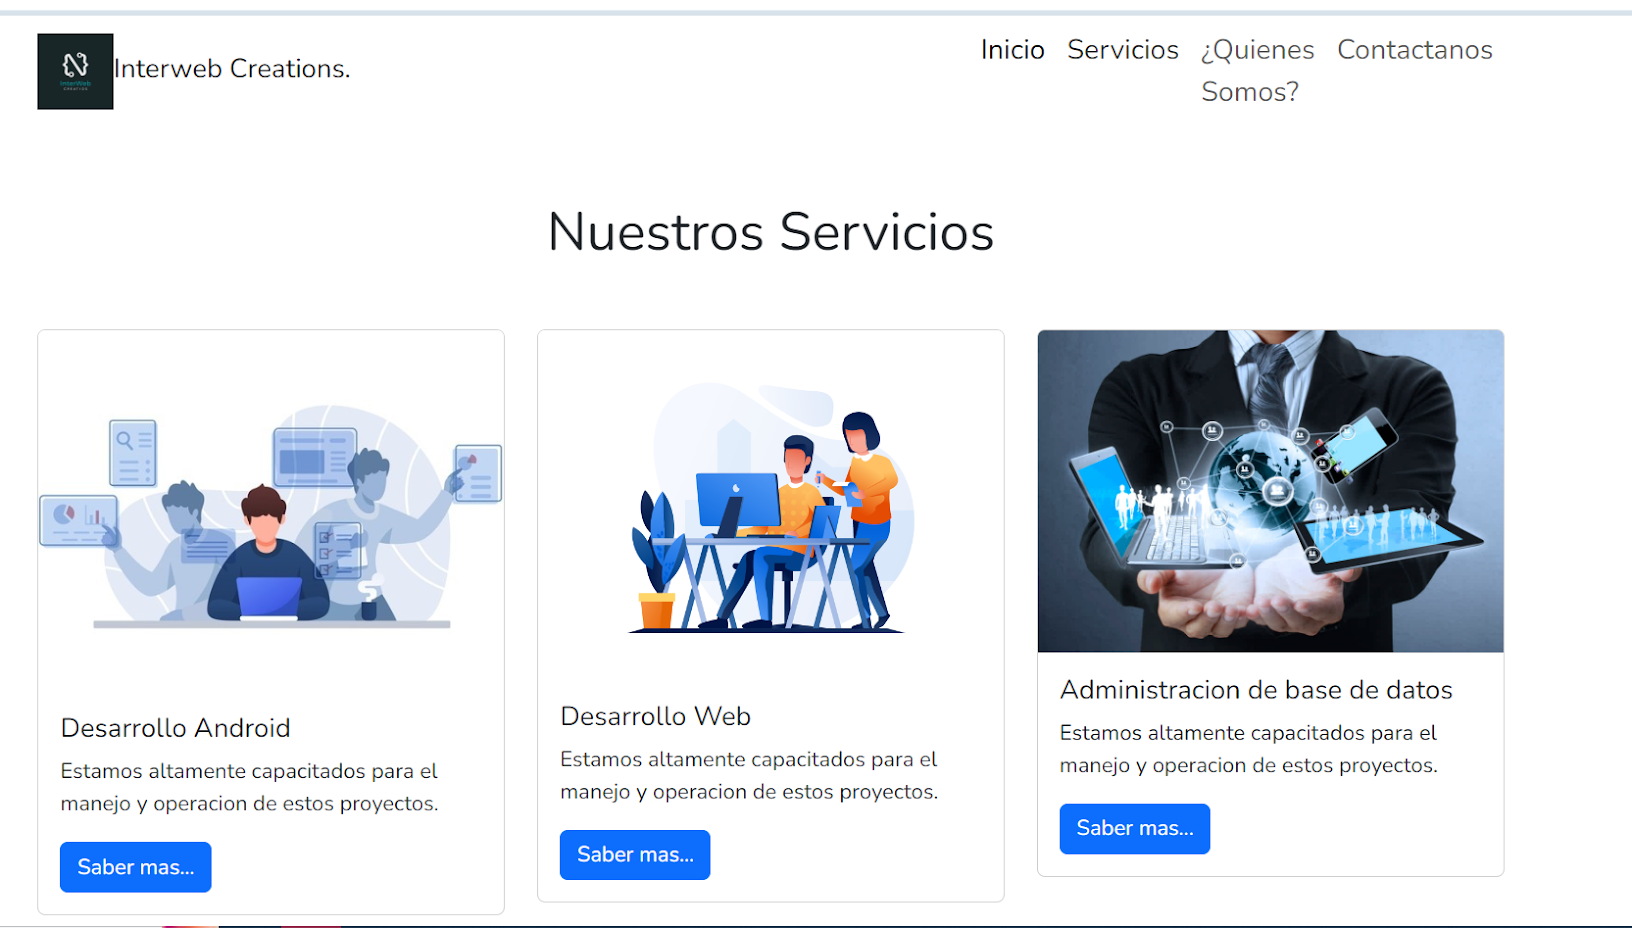 InterWeb
CREATION
Interweb Creations.
Inicio Servicios ¿Quienes Somos? Contactanos
Nuestros Servicios
Desarrollo Android
Estamos altamente capacitados para el
manejo y operacion de estos proyectos.
Saber mas...
Desarrollo Web
Estamos altamente capacitados para el
manejo y operacion de estos proyectos.
Saber mas...
Administracion de base de datos
Estamos altamente capacitados para el
manejo y operacion de estos proyectos.
Saber mas...